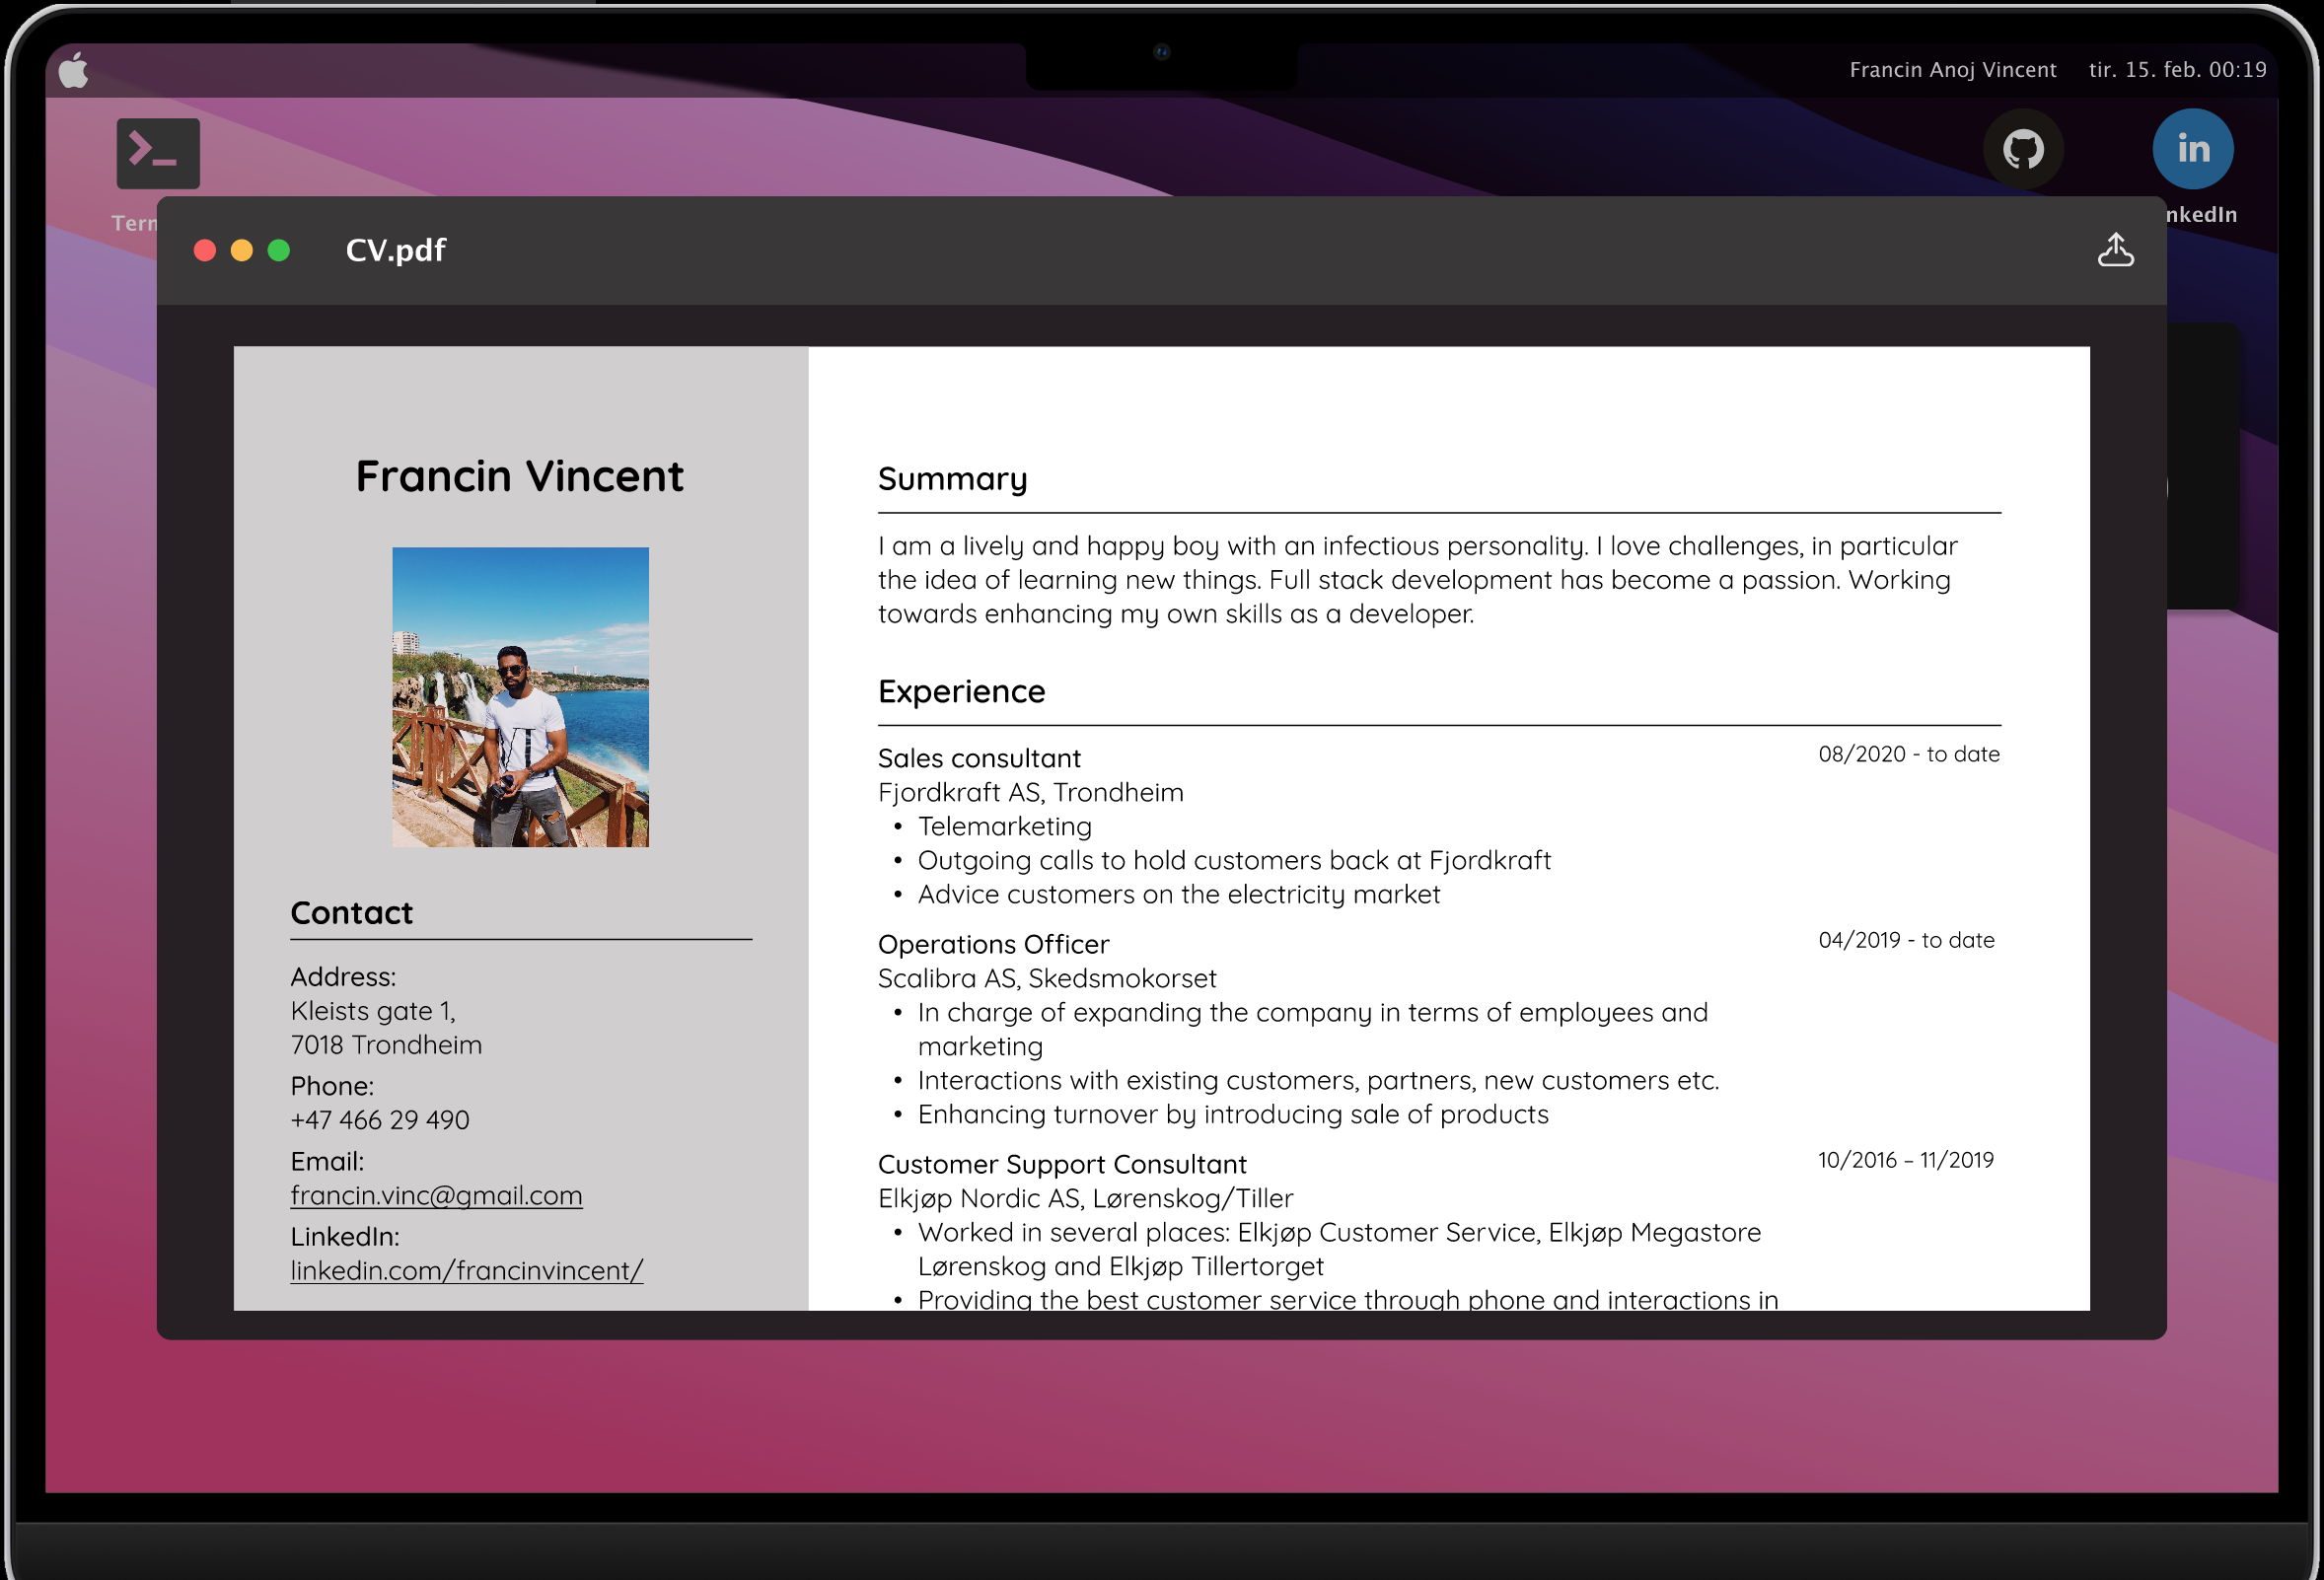 Francin Anoj Vincent tir. 15. feb. 00:19
CV.pdf
Francin Vincent
Contact
Address:
Kleists gate 1,
7018 Trondheim
Phone:
+47 466 29 490
Email:
francin.vinc@gmail.com
LinkedIn:
linkedin.com/francinvincent/
Summary
I am a lively and happy boy with an infectious personality. I love challenges, in particular
the idea of learning new things. Full stack development has become a passion. Working
towards enhancing my own skills as a developer.
Experience
Sales consultant 08/2020 - to date
Fjordkraft AS, Trondheim
• Telemarketing
• Outgoing calls to hold customers back at Fjordkraft
• Advice customers on the electricity market
Operations Officer 04/2019 - to date
Scalibra AS, Skedsmokorset
• In charge of expanding the company in terms of employees and
marketing
• Interactions with existing customers, partners, new customers etc.
• Enhancing turnover by introducing sale of products
Customer Support Consultant 10/2016 – 11/2019
Elkjøp Nordic AS, Lørenskog/Tiller
• Worked in several places: Elkjøp Customer Service, Elkjøp Megastore
Lørenskog and Elkjøp Tillertorget
• Providing the best customer service through phone and interactions in